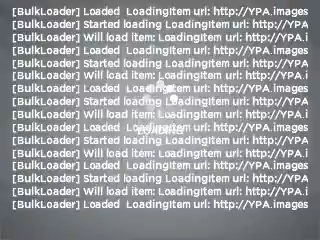 [BulkLoader] Loaded LoadingItem url: http://YPA.images
[BulkLoader] Started loading LoadingItem url: http://YPA
[BulkLoader] Will load item: LoadingItem url: http://YPA.i
[BulkLoader] Loaded LoadingItem url: http://YPA.images
[BulkLoader] Started loading LoadingItem url: http://YPA
[BulkLoader] Will load item: LoadingItem url: http://YPA.i
[BulkLoader] Loaded LoadingItem url: http://YPA.images
[BulkLoader] Started loading LoadingItem url: http://YPA
[BulkLoader] Will load item: LoadingItem url: http://YPA.i
[BulkLoader] Loaded LoadingItem url: http://YPA.images
[BulkLoader] Started loading LoadingItem url: http://YPA
[BulkLoader] Will load item: LoadingItem url: http://YPA.i
[BulkLoader] Loaded LoadingItem url: http://YPA.images
[BulkLoader] Started loading LoadingItem url: http://YPA
[BulkLoader] Will load item: LoadingItem url: http://YPA.i
[BulkLoader] Loaded LoadingItem url: http://YPA.images